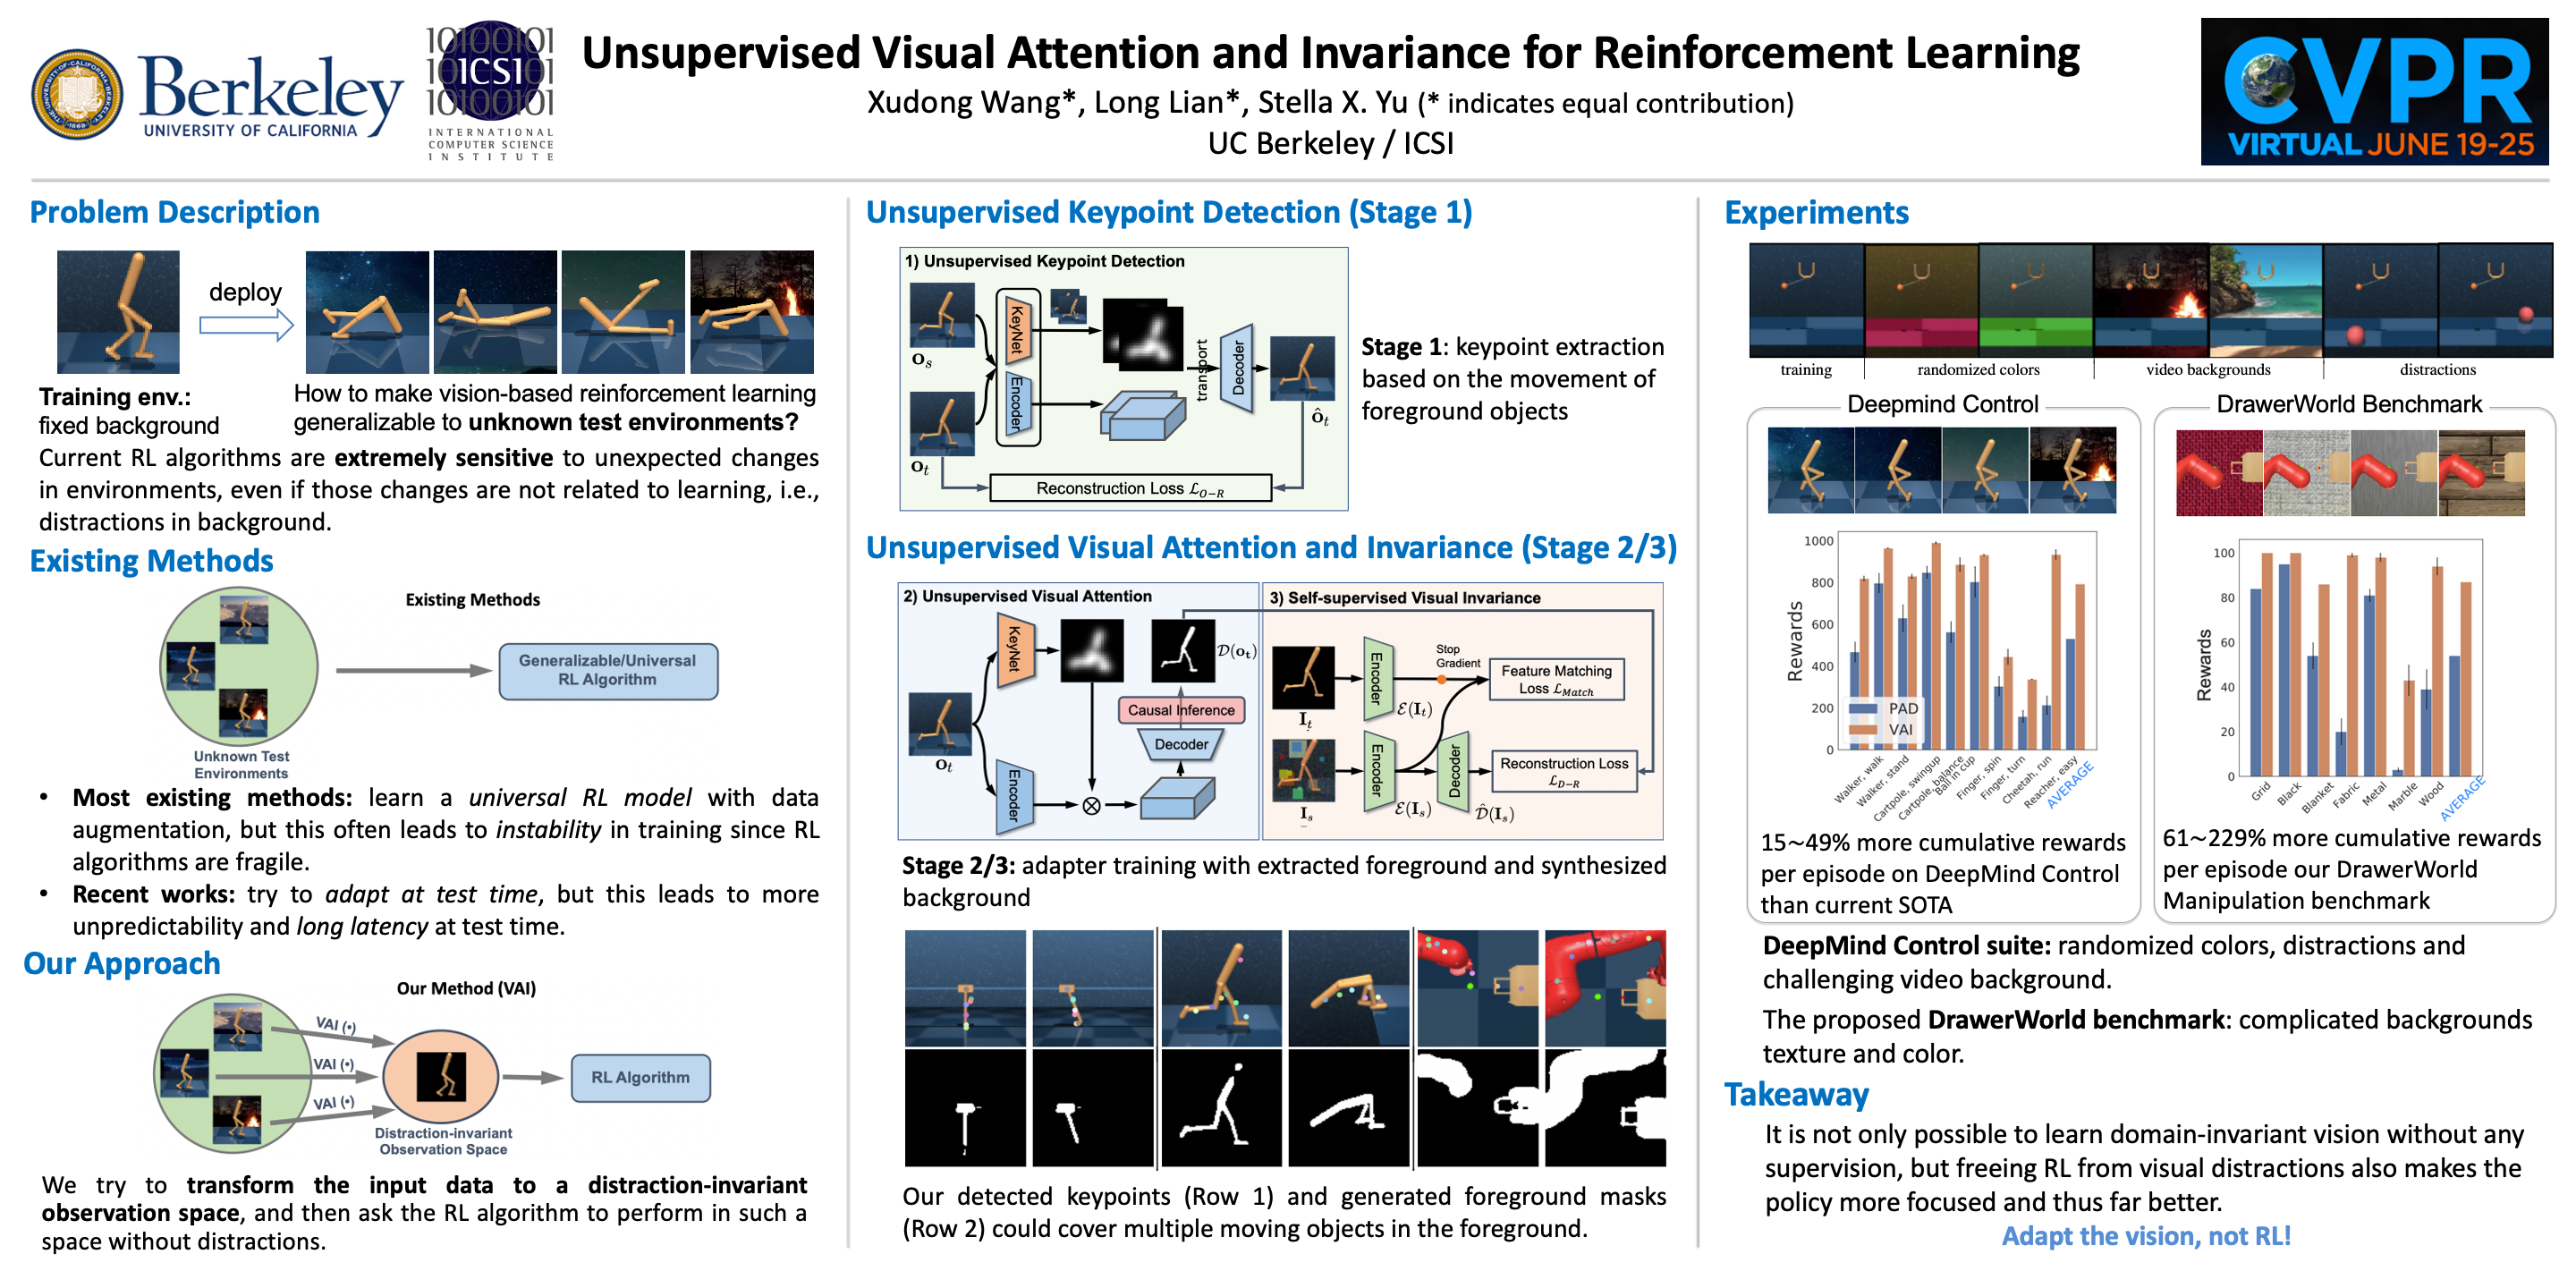 Berkeley
UNIVERSITY OF CALIFORNIA
ICSI
INTERNATIONAL
COMPUTER SCIENCE
INSTITUTE
Unsupervised Visual Attention and Invariance for Reinforcement Learning
Xudong Wang*, Long Lian*, Stella X. Yu (* indicates equal contribution)
UC Berkeley / ICSI
CVPR
VIRTUAL JUNE 19-25
Problem Description
deploy
Training env.:
fixed background
How to make vision-based reinforcement learning
generalizable to unknown test environments?
Current RL algorithms are extremely sensitive to unexpected changes
in environments, even if those changes are not related to learning, i.e.,
distractions in background.
Existing Methods
Existing Methods
Generalizable/Universal
RL Algorithm
Unknown Test
Environments
• Most existing methods: learn a universal RL model with data
augmentation, but this often leads to instability in training since RL
algorithms are fragile.
• Recent works: try to adapt at test time, but this leads to more
unpredictability and long latency at test time.
Our Approach
Our Method (VAI)
VAI (•)
VAI (•)
VAI (•)
RL Algorithm
Distraction-invariant
Observation Space
We try to transform the input data to a distraction-invariant
observation space, and then ask the RL algorithm to perform in such a
space without distractions.
Unsupervised Keypoint Detection (Stage 1)
1) Unsupervised Keypoint Detection
KeyNet
Encoder
transport
Decoder
O_s
O_t
Ô_t
Reconstruction Loss ℒ_O−R
Stage 1: keypoint extraction
based on the movement of
foreground objects
Unsupervised Visual Attention and Invariance (Stage 2/3)
2) Unsupervised Visual Attention
KeyNet
Encoder
O_t
D(o_t)
Causal Inference
Decoder
3) Self-supervised Visual Invariance
Stop
Gradient
Encoder
Feature Matching
Loss ℒ_Match
I_t
ℰ(I_t)
Encoder
Decoder
Reconstruction Loss
ℒ_D−R
I_s
ℰ(I_s)
D̂(I_s)
Stage 2/3: adapter training with extracted foreground and synthesized
background
Our detected keypoints (Row 1) and generated foreground masks
(Row 2) could cover multiple moving objects in the foreground.
Experiments
training
randomized colors
video backgrounds
distractions
Deepmind Control
Rewards
1000
800
600
400
200
0
PAD
VAI
Walker, walk
Walker, stand
Cartpole, swingup
Cartpole, balance
Ball in cup
Finger, spin
Finger, turn
Cheetah, run
Reacher, easy
AVERAGE
15~49% more cumulative rewards
per episode on DeepMind Control
than current SOTA
DrawerWorld Benchmark
Rewards
100
80
60
40
20
0
Grid
Black
Blanket
Fabric
Metal
Marble
Wood
AVERAGE
61~229% more cumulative rewards
per episode our DrawerWorld
Manipulation benchmark
DeepMind Control suite: randomized colors, distractions and
challenging video background.
The proposed DrawerWorld benchmark: complicated backgrounds
texture and color.
Takeaway
It is not only possible to learn domain-invariant vision without any
supervision, but freeing RL from visual distractions also makes the
policy more focused and thus far better.
Adapt the vision, not RL!